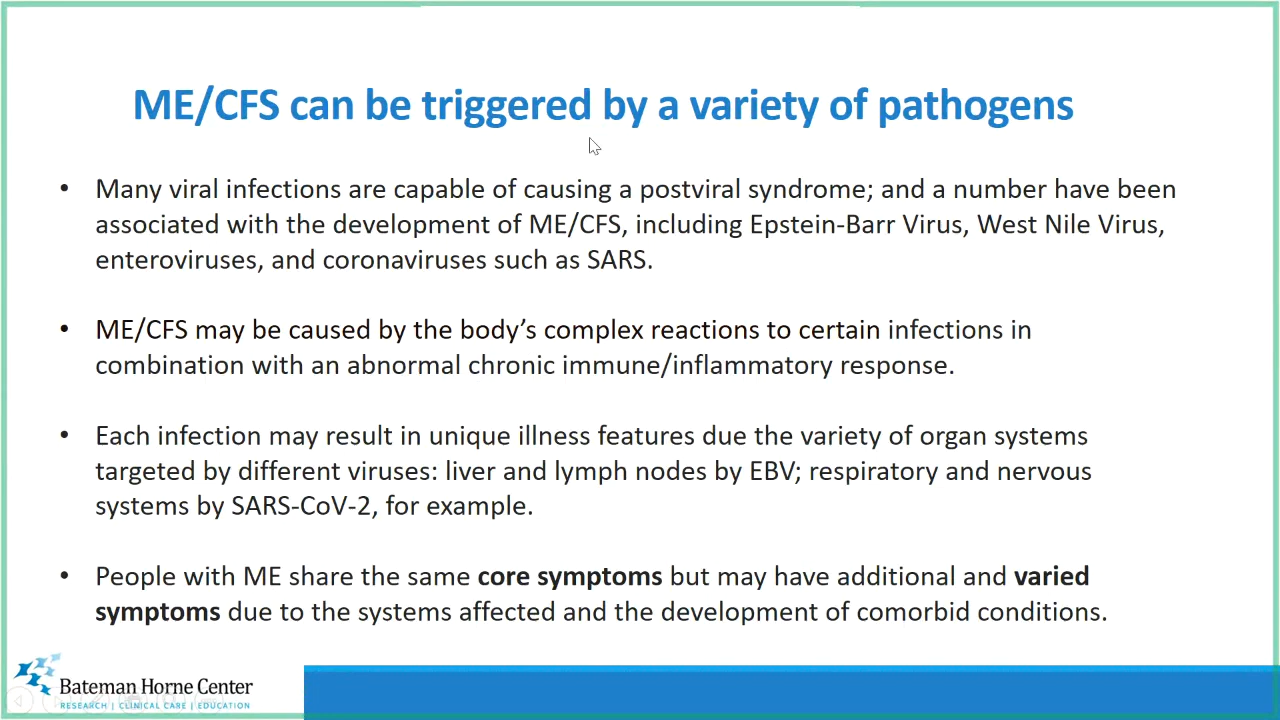 ME/CFS can be triggered by a variety of pathogens
• Many viral infections are capable of causing a postviral syndrome; and a number have been
associated with the development of ME/CFS, including Epstein-Barr Virus, West Nile Virus,
enteroviruses, and coronaviruses such as SARS.
• ME/CFS may be caused by the body’s complex reactions to certain infections in
combination with an abnormal chronic immune/inflammatory response.
• Each infection may result in unique illness features due the variety of organ systems
targeted by different viruses: liver and lymph nodes by EBV; respiratory and nervous
systems by SARS-CoV-2, for example.
• People with ME share the same core symptoms but may have additional and varied
symptoms due to the systems affected and the development of comorbid conditions.
Bateman Horne Center
RESEARCH | CLINICAL CARE | EDUCATION